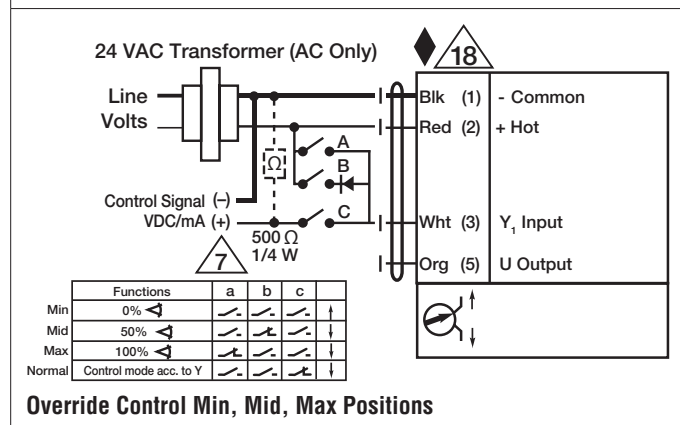 24 VAC Transformer (AC Only)
18
Line
Volts
Blk (1) - Common
Red (2) + Hot
A
Ω
B
Control Signal (–)
VDC/mA (+)
C
Wht (3) Y₁ Input
500 Ω
1/4 W
7
Org (5) U Output
Functions a b c
Min 0%
Mid 50%
Max 100%
Normal Control mode acc. to Y
Override Control Min, Mid, Max Positions